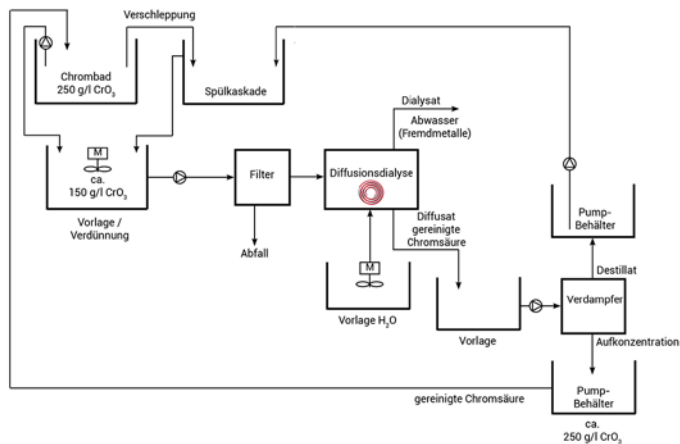 Verschleppung
Chrombad
250 g/l CrO₃
Spülkaskade
Dialysat
Abwasser
(Fremdmetalle)
M
ca.
150 g/l CrO₃
Filter
Diffusionsdialyse
Vorlage /
Verdünnung
Abfall
Diffusat
gereinigte
Chromsäure
M
Vorlage H₂O
Pump-
Behälter
Destillat
Verdampfer
Vorlage
Aufkonzentration
gereinigte Chromsäure
Pump-
Behälter
ca.
250 g/l CrO₃